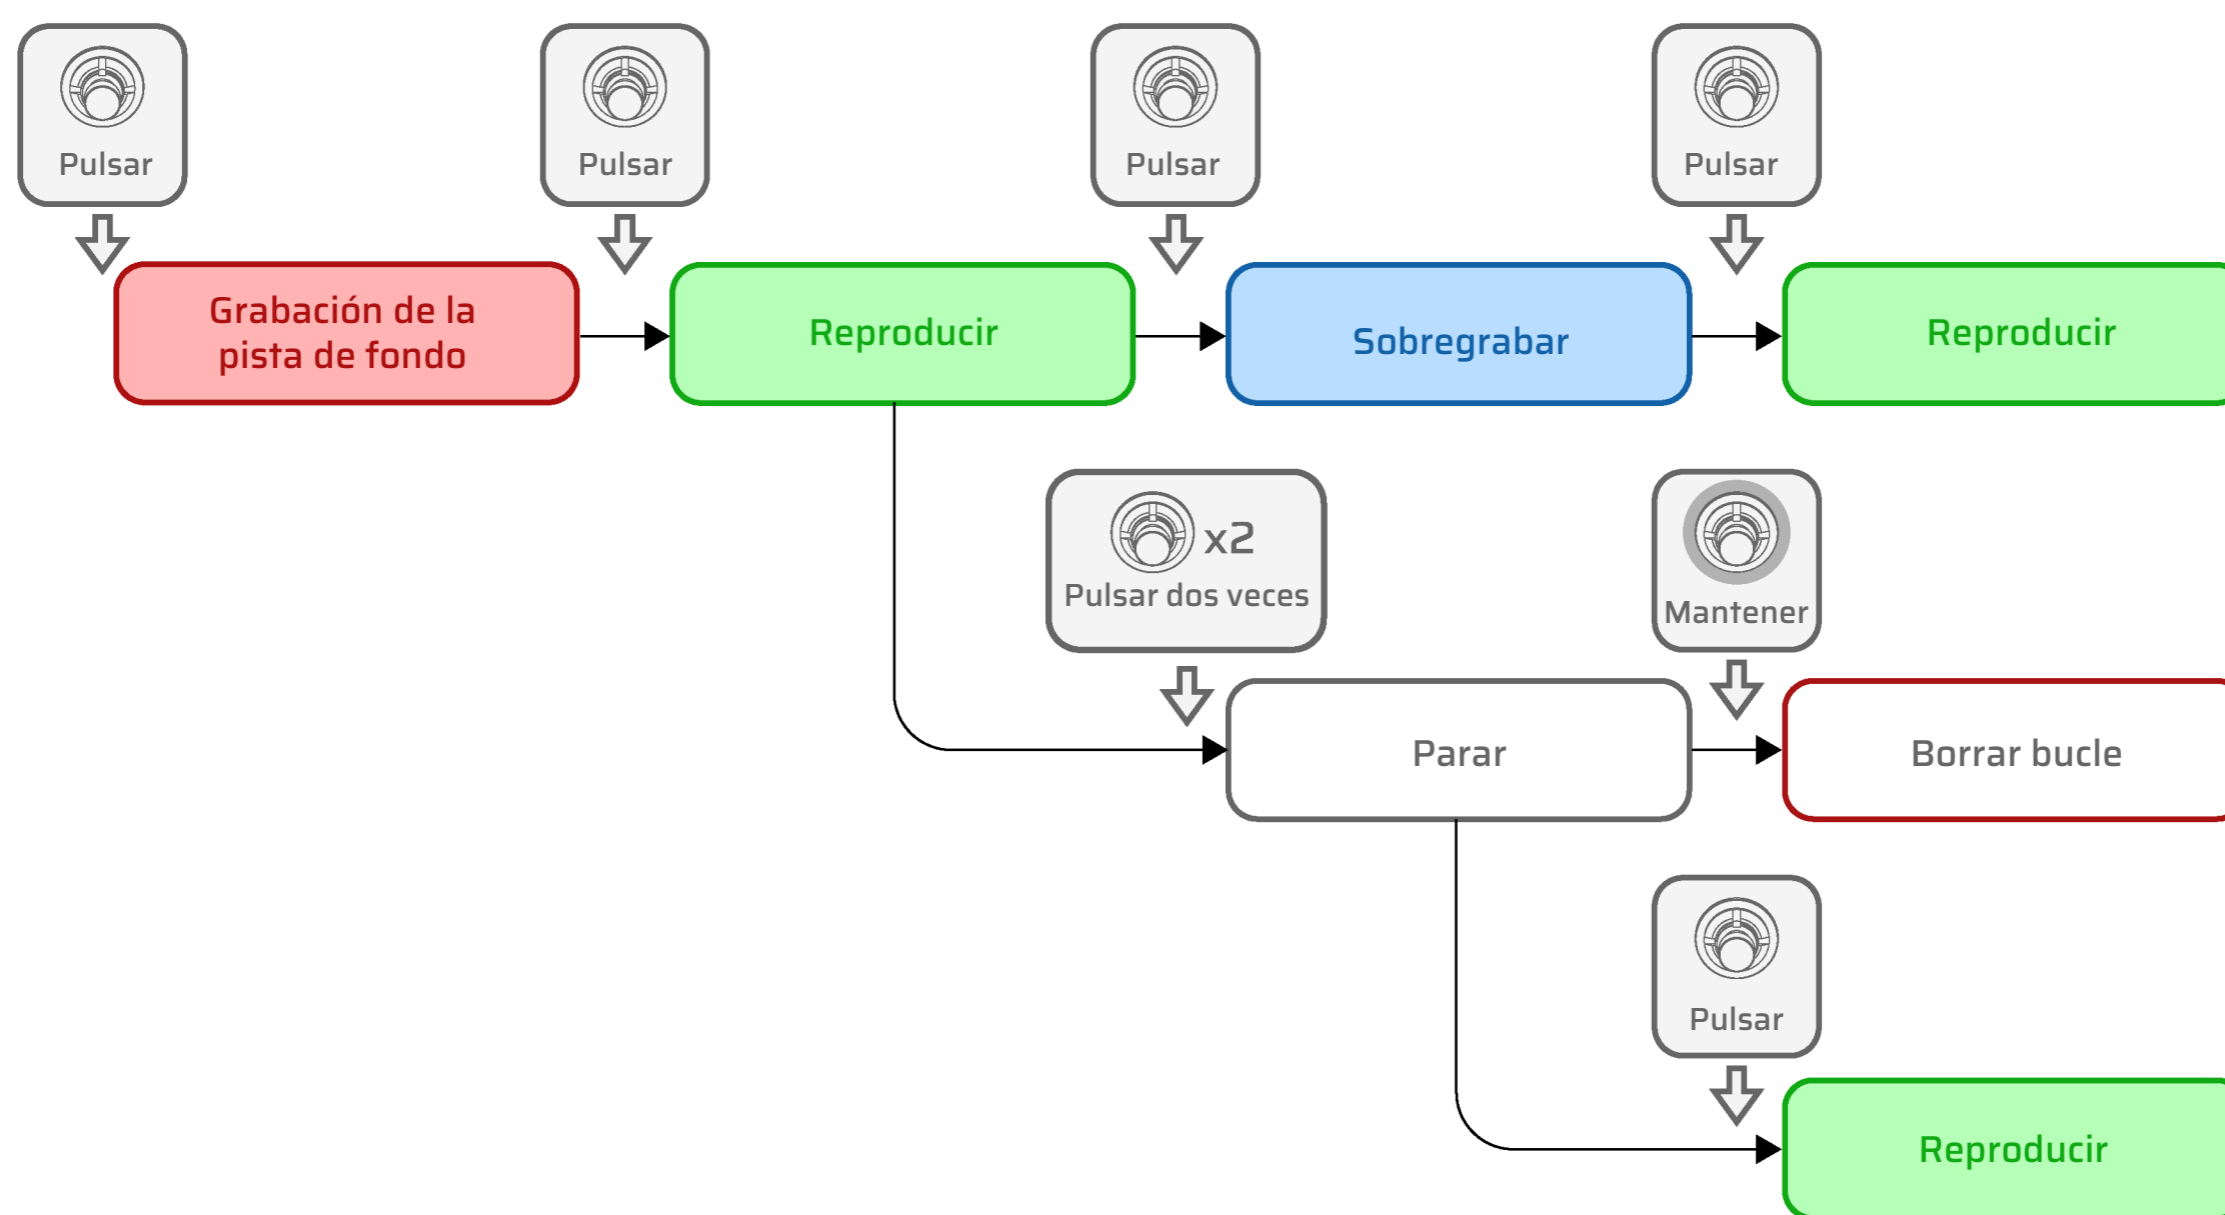 Pulsar
Pulsar
Pulsar
Pulsar
Grabación de la
pista de fondo
Reproducir
Sobregrabar
Reproducir
x2
Pulsar dos veces
Mantener
Parar
Borrar bucle
Pulsar
Reproducir